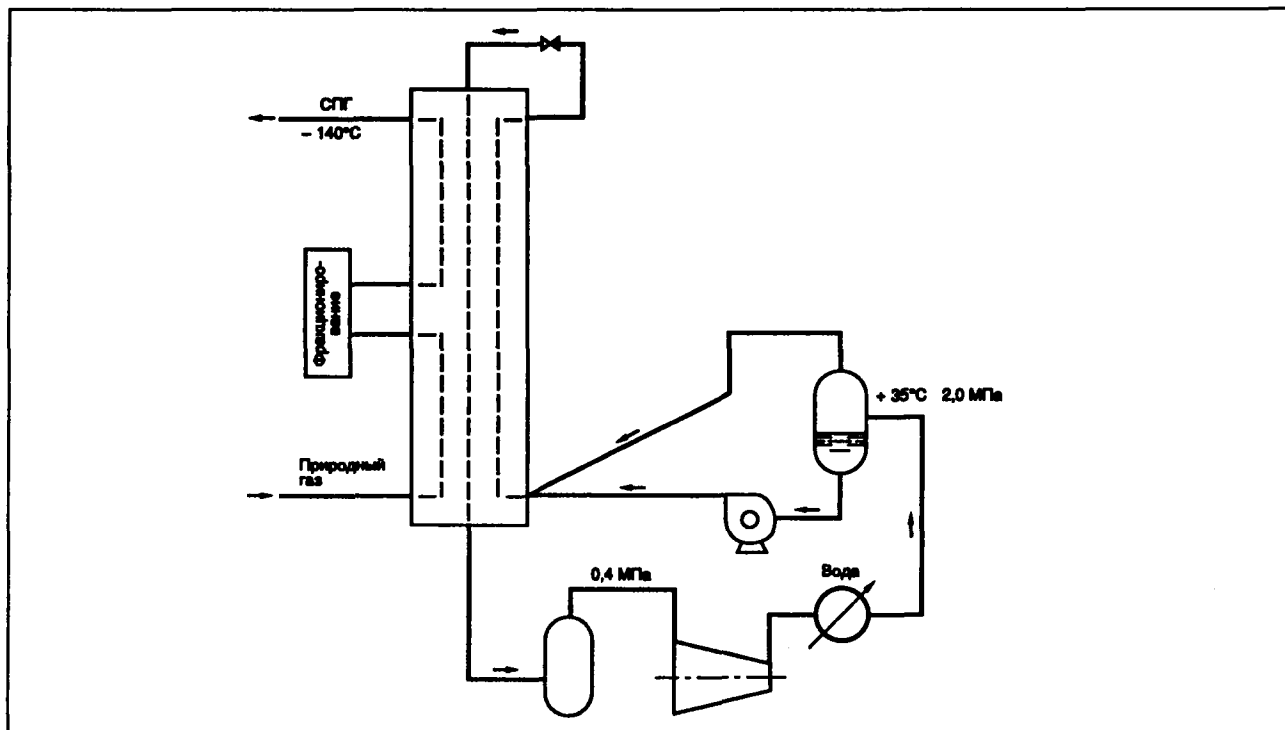 СПГ
– 140°С
Фракциониро-
вание
+ 35°С 2,0 МПа
Природный
газ
0,4 МПа
Вода